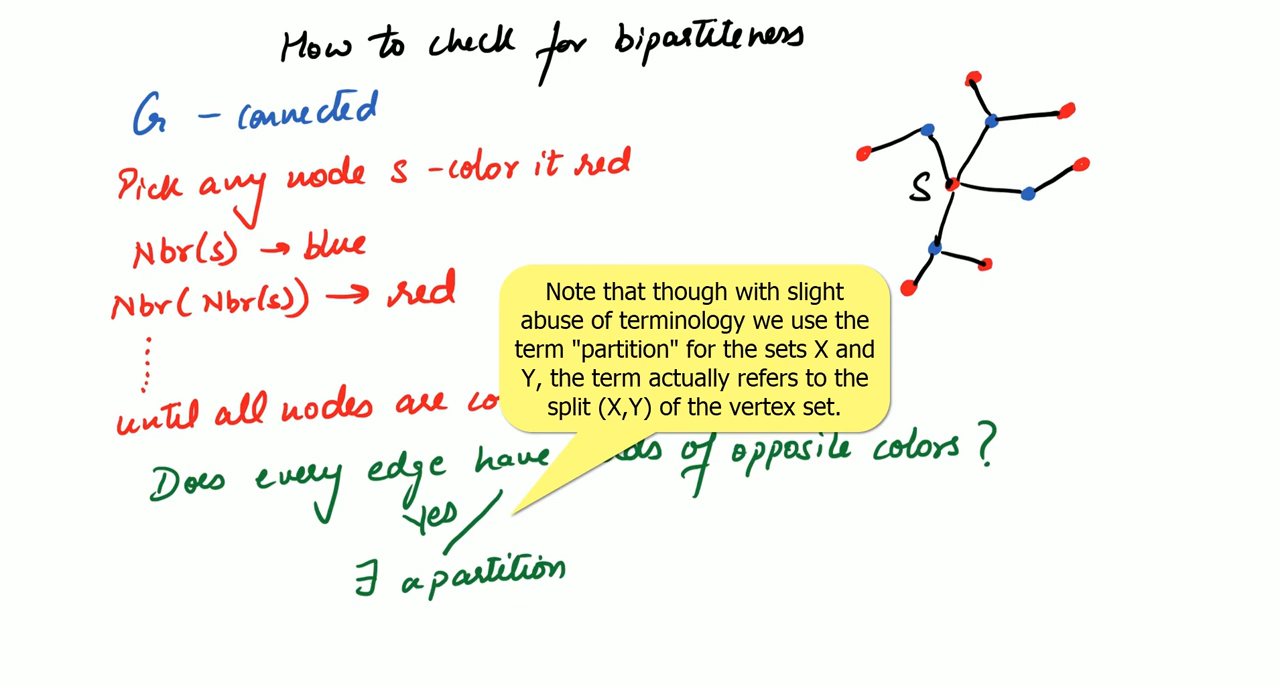 How to check for bipartiteness
G - connected
Pick any node s - color it red
Nbr(s) → blue
Nbr(Nbr(s)) → red
until all nodes are co
Does every edge have ds of opposite colors?
Yes
∃ a partition
S
Note that though with slight
abuse of terminology we use the
term "partition" for the sets X and
Y, the term actually refers to the
split (X,Y) of the vertex set.